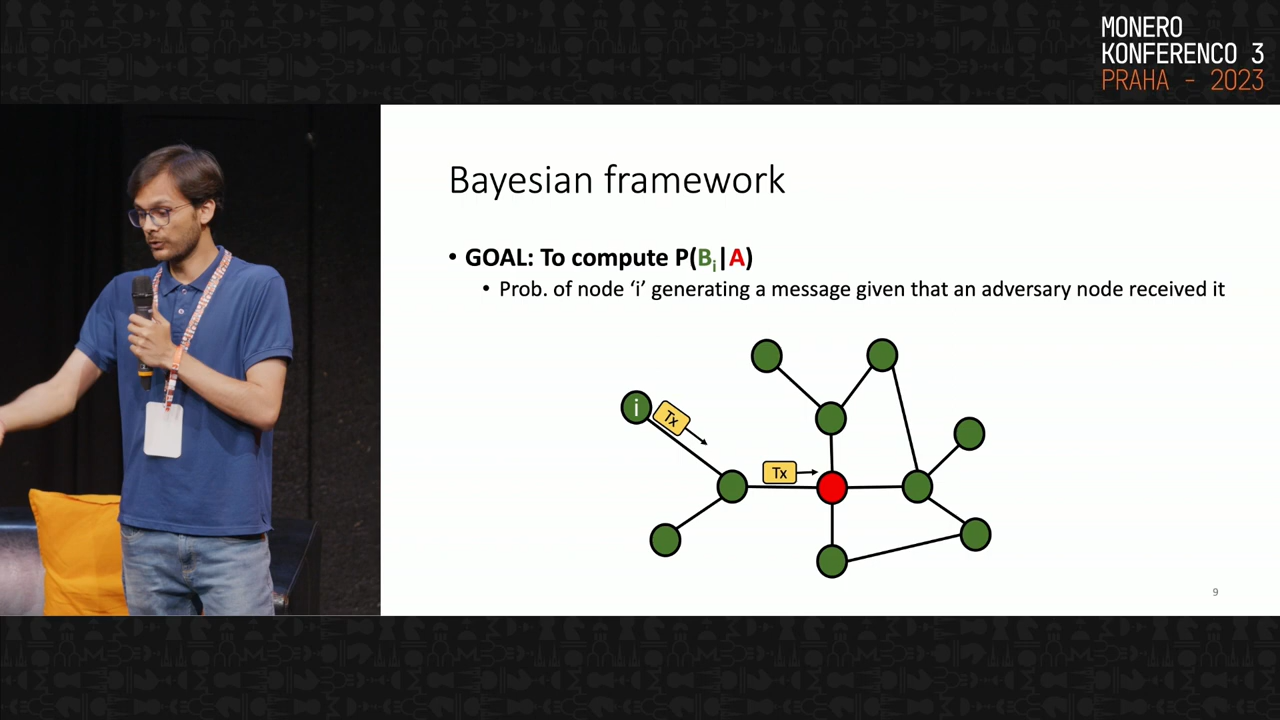 MONERO
KONFERENCO 3
PRAHA - 2023
Bayesian framework
• GOAL: To compute P(Bᵢ|A)
• Prob. of node ‘i’ generating a message given that an adversary node received it
i
Tx
Tx
9